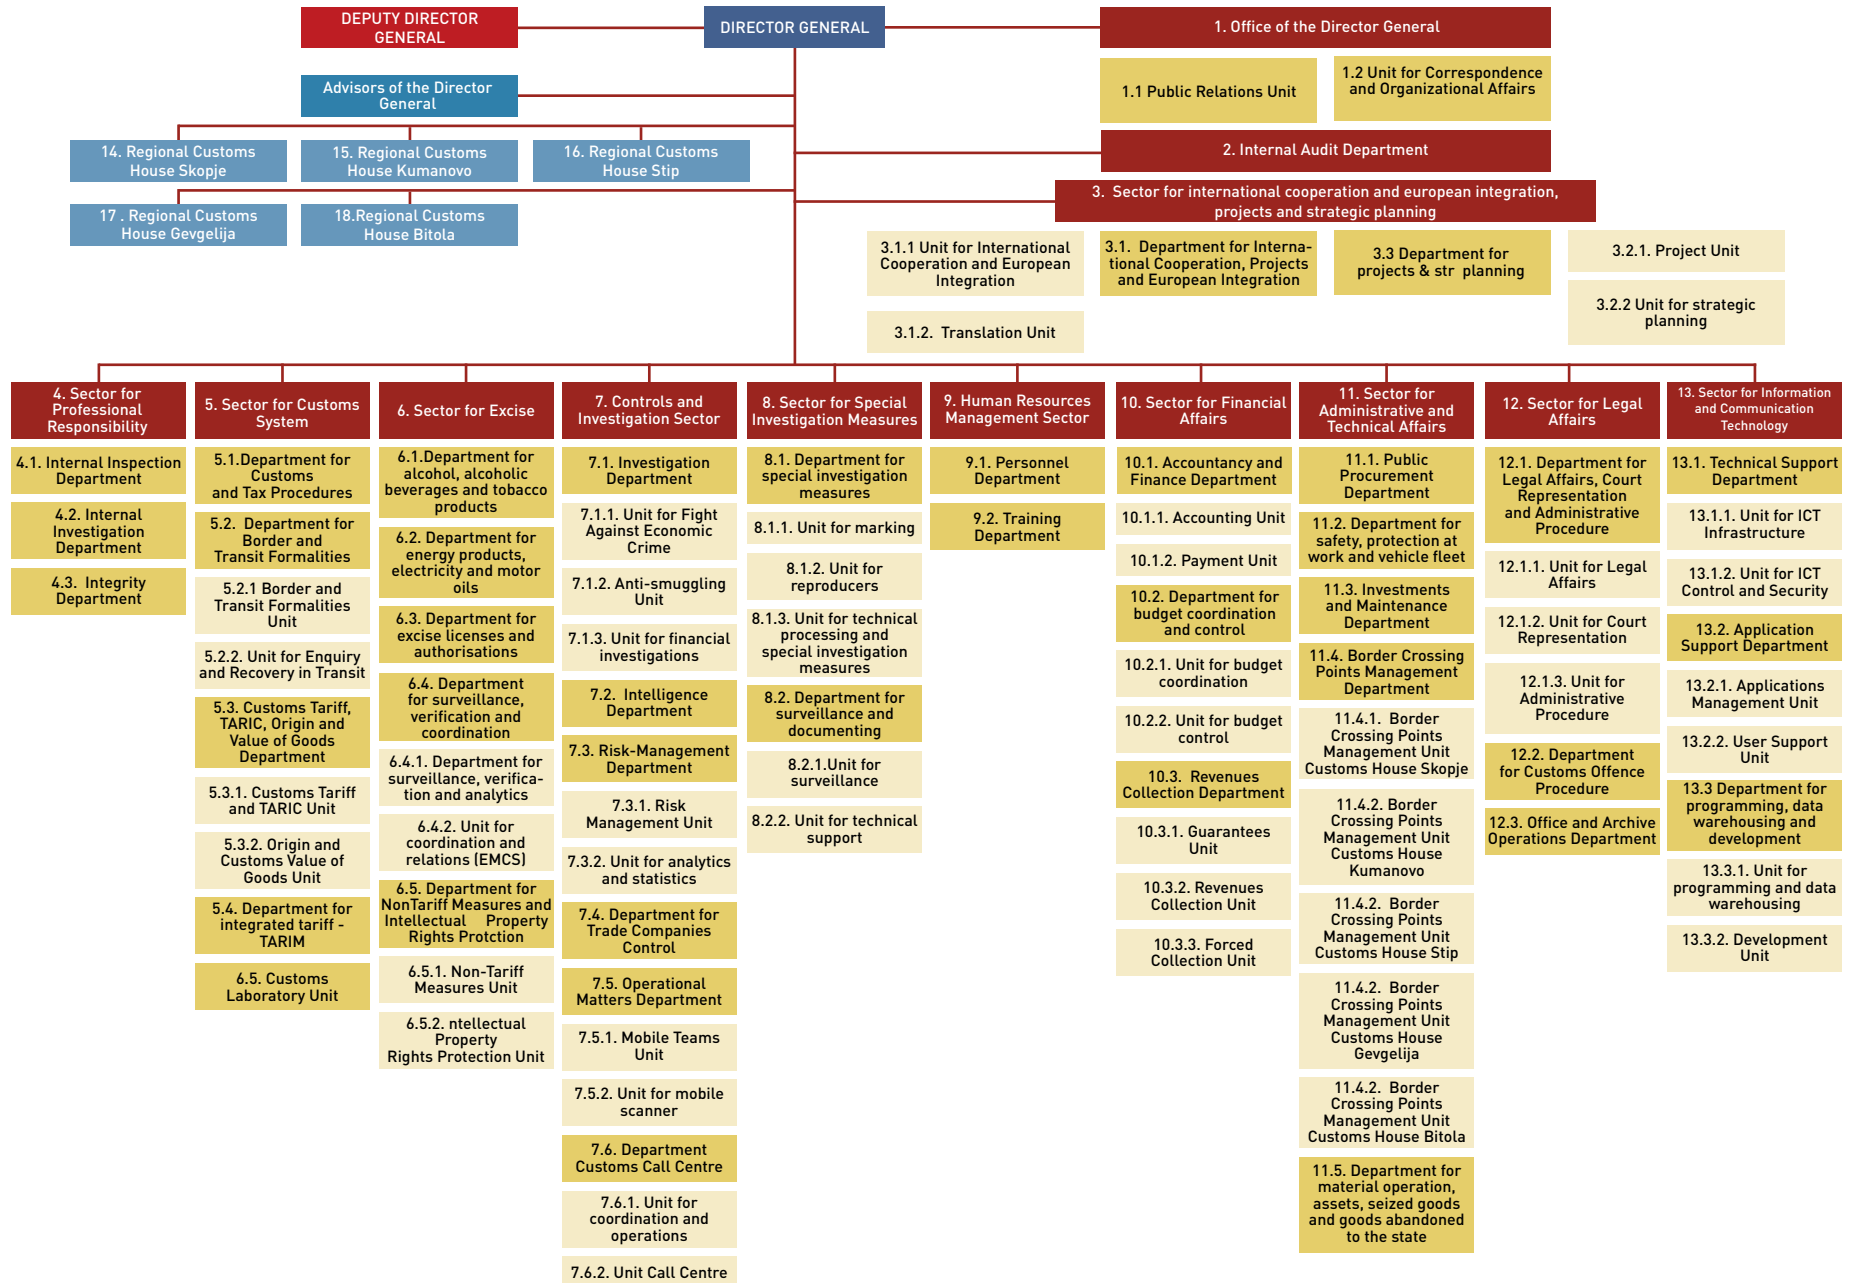 DEPUTY DIRECTOR
GENERAL
DIRECTOR GENERAL
1. Office of the Director General
1.1 Public Relations Unit
1.2 Unit for Correspondence
and Organizational Affairs
Advisors of the Director
General
14. Regional Customs
House Skopje
15. Regional Customs
House Kumanovo
16. Regional Customs
House Stip
2. Internal Audit Department
17 . Regional Customs
House Gevgelija
18.Regional Customs
House Bitola
3. Sector for international cooperation and european integration,
projects and strategic planning
3.1.1 Unit for International
Cooperation and European
Integration
3.1. Department for Interna-
tional Cooperation, Projects
and European Integration
3.3 Department for
projects & str planning
3.2.1. Project Unit
3.1.2. Translation Unit
3.2.2 Unit for strategic
planning
4. Sector for
Professional
Responsibility
4.1. Internal Inspection
Department
4.2. Internal
Investigation
Department
4.3. Integrity
Department
5. Sector for Customs
System
5.1.Department for
Customs
and Tax Procedures
5.2. Department for
Border and
Transit Formalities
5.2.1 Border and
Transit Formalities
Unit
5.2.2. Unit for Enquiry
and Recovery in Transit
5.3. Customs Tariff,
TARIC, Origin and
Value of Goods
Department
5.3.1. Customs Tariff
and TARIC Unit
5.3.2. Origin and
Customs Value of
Goods Unit
5.4. Department for
integrated tariff -
TARIM
6.5. Customs
Laboratory Unit
6. Sector for Excise
6.1.Department for
alcohol, alcoholic
beverages and tobacco
products
6.2. Department for
energy products,
electricity and motor
oils
6.3. Department for
excise licenses and
authorisations
6.4. Department
for surveillance,
verification and
coordination
6.4.1. Department for
surveillance, verifica-
tion and analytics
6.4.2. Unit for
coordination and
relations (EMCS)
6.5. Department for
NonTariff Measures and
Intellectual Property
Rights Protction
6.5.1. Non-Tariff
Measures Unit
6.5.2. ntellectual
Property
Rights Protection Unit
7. Controls and
Investigation Sector
7.1. Investigation
Department
7.1.1. Unit for Fight
Against Economic
Crime
7.1.2. Anti-smuggling
Unit
7.1.3. Unit for financial
investigations
7.2. Intelligence
Department
7.3. Risk-Management
Department
7.3.1. Risk
Management Unit
7.3.2. Unit for analytics
and statistics
7.4. Department for
Trade Companies
Control
7.5. Operational
Matters Department
7.5.1. Mobile Teams
Unit
7.5.2. Unit for mobile
scanner
7.6. Department
Customs Call Centre
7.6.1. Unit for
coordination and
operations
7.6.2. Unit Call Centre
8. Sector for Special
Investigation Measures
8.1. Department for
special investigation
measures
8.1.1. Unit for marking
8.1.2. Unit for
reproducers
8.1.3. Unit for technical
processing and
special investigation
measures
8.2. Department for
surveillance and
documenting
8.2.1.Unit for
surveillance
8.2.2. Unit for technical
support
9. Human Resources
Management Sector
9.1. Personnel
Department
9.2. Training
Department
10. Sector for Financial
Affairs
10.1. Accountancy and
Finance Department
10.1.1. Accounting Unit
10.1.2. Payment Unit
10.2. Department for
budget coordination
and control
10.2.1. Unit for budget
coordination
10.2.2. Unit for budget
control
10.3. Revenues
Collection Department
10.3.1. Guarantees
Unit
10.3.2. Revenues
Collection Unit
10.3.3. Forced
Collection Unit
11. Sector for
Administrative and
Technical Affairs
11.1. Public
Procurement
Department
11.2. Department for
safety, protection at
work and vehicle fleet
11.3. Investments
and Maintenance
Department
11.4. Border Crossing
Points Management
Department
11.4.1. Border
Crossing Points
Management Unit
Customs House Skopje
11.4.2. Border
Crossing Points
Management Unit
Customs House
Kumanovo
11.4.2. Border
Crossing Points
Management Unit
Customs House Stip
11.4.2. Border
Crossing Points
Management Unit
Customs House
Gevgelija
11.4.2. Border
Crossing Points
Management Unit
Customs House Bitola
11.5. Department for
material operation,
assets, seized goods
and goods abandoned
to the state
12. Sector for Legal
Affairs
12.1. Department for
Legal Affairs, Court
Representation
and Administrative
Procedure
12.1.1. Unit for Legal
Affairs
12.1.2. Unit for Court
Representation
12.1.3. Unit for
Administrative
Procedure
12.2. Department
for Customs Offence
Procedure
12.3. Office and Archive
Operations Department
13. Sector for Information
and Communication
Technology
13.1. Technical Support
Department
13.1.1. Unit for ICT
Infrastructure
13.1.2. Unit for ICT
Control and Security
13.2. Application
Support Department
13.2.1. Applications
Management Unit
13.2.2. User Support
Unit
13.3 Department for
programming, data
warehousing and
development
13.3.1. Unit for
programming and data
warehousing
13.3.2. Development
Unit